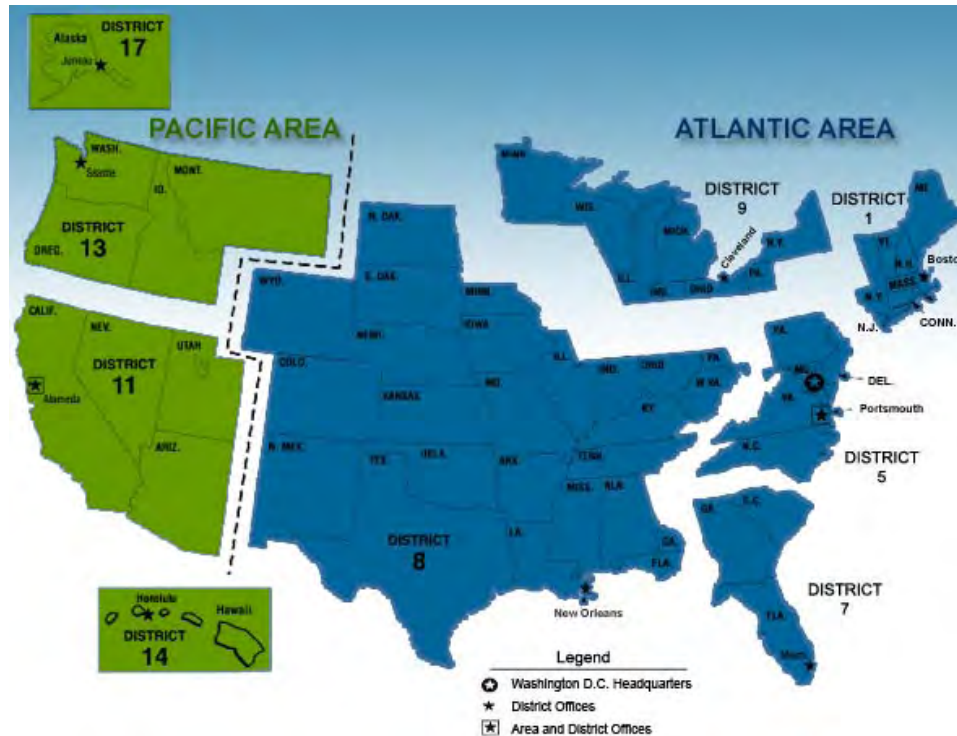 DISTRICT
17
Alaska
Juneau
PACIFIC AREA
ATLANTIC AREA
WASH.
Seattle
ID.
MONT.
DISTRICT
13
OREG.
CALIF.
NEV.
UTAH
DISTRICT
11
Alameda
ARIZ.
Honolulu
Hawaii
DISTRICT
14
N. DAK.
S. DAK.
WYO.
MINN.
IOWA
COLO.
KANSAS
MO.
ILL.
IND.
OHIO
PA.
W VA.
KY.
N. MEX.
TEX.
OKLA.
ARK.
TENN.
MISS.
ALA.
LA.
GA.
FLA.
DISTRICT
8
New Orleans
MINN.
WIS.
MICH.
DISTRICT
9
Cleveland
N.Y.
ILL.
IND.
OHIO
PA.
DISTRICT
1
ME.
VT.
N.H.
Bosto
MASS.
N.Y.
N.J.
CONN.
PA.
MD.
DEL.
VA.
Portsmouth
N.C.
DISTRICT
5
GA.
S.C.
DISTRICT
7
FLA.
Miami
Legend
Washington D.C. Headquarters
District Offices
Area and District Offices